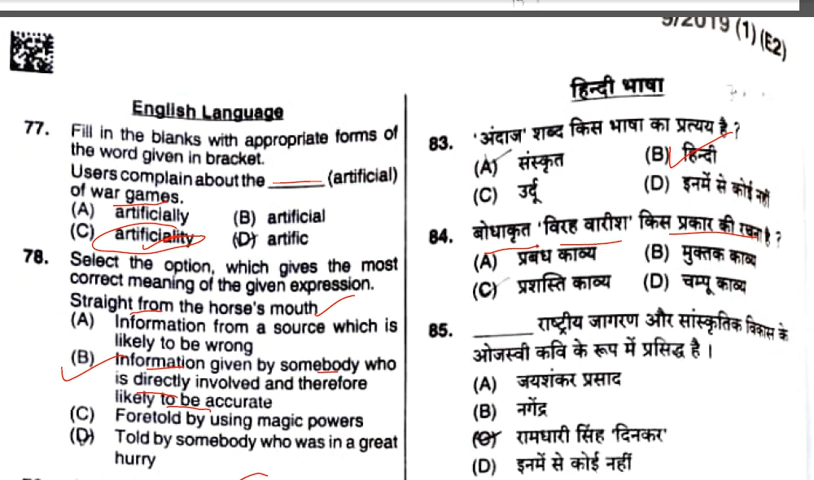 9/2019 (1) (E2)
English Language
77. Fill in the blanks with appropriate forms of
the word given in bracket.
Users complain about the ______ (artificial)
of war games.
(A) artificially (B) artificial
(C) artificiality (D) artific
78. Select the option, which gives the most
correct meaning of the given expression.
Straight from the horse's mouth
(A) Information from a source which is
likely to be wrong
(B) Information given by somebody who
is directly involved and therefore
likely to be accurate
(C) Foretold by using magic powers
(D) Told by somebody who was in a great
hurry
हिन्दी भाषा
83. 'अंदाज' शब्द किस भाषा का प्रत्यय है ?
(A) संस्कृत (B) हिन्दी
(C) उर्दू (D) इनमें से कोई नहीं
84. बोधाकृत 'विरह वारीश' किस प्रकार की रचना है ?
(A) प्रबंध काव्य (B) मुक्तक काव्य
(C) प्रशस्ति काव्य (D) चम्पू काव्य
85. ______ राष्ट्रीय जागरण और सांस्कृतिक विकास के
ओजस्वी कवि के रूप में प्रसिद्ध है ।
(A) जयशंकर प्रसाद
(B) नगेंद्र
(C) रामधारी सिंह 'दिनकर'
(D) इनमें से कोई नहीं